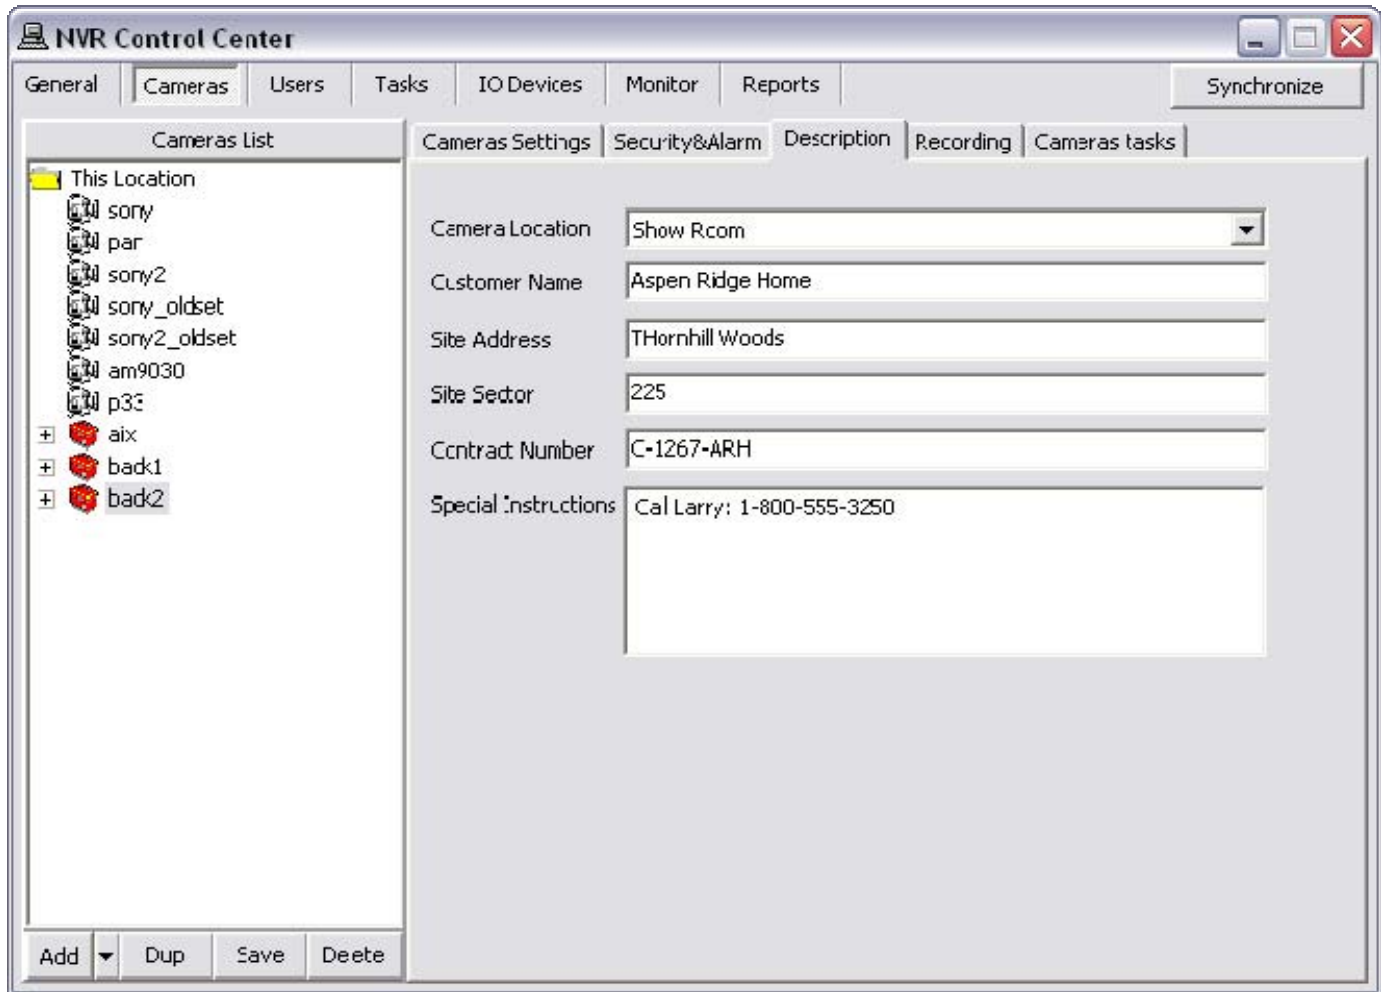 NVR Control Center
General Cameras Users Tasks IO Devices Monitor Reports Synchronize
Cameras List
Cameras Settings Security&Alarm Description Recording Cameras tasks
This Location
sony
pan
sony2
sony_oldset
sony2_oldset
am9030
p33
aix
back1
back2
Camera Location Show Room
Customer Name Aspen Ridge Home
Site Address THornhill Woods
Site Sector 225
Contract Number C-1267-ARH
Special Instructions Cal Larry: 1-800-555-3250
Add Dup Save Delete